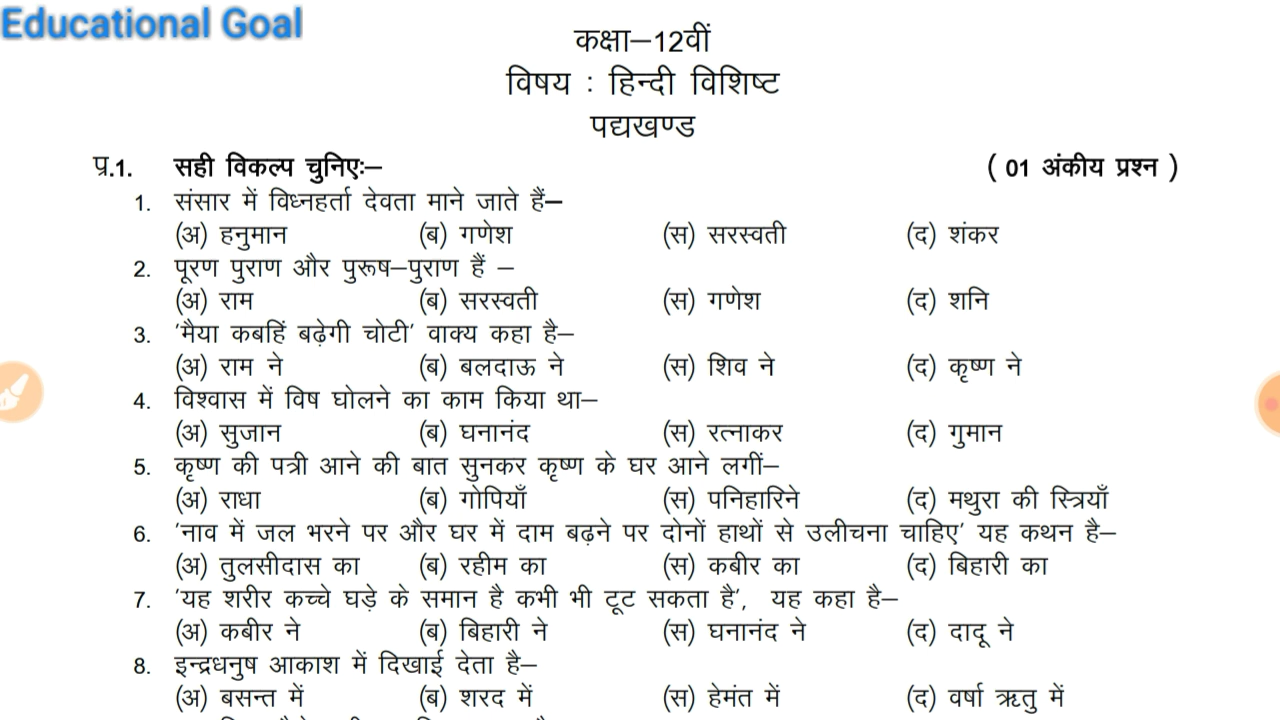 Educational Goal
कक्षा–12वीं
विषय : हिन्दी विशिष्ट
पद्यखण्ड
प्र.1. सही विकल्प चुनिएः– ( 01 अंकीय प्रश्न )
1. संसार में विध्नहर्ता देवता माने जाते हैं–
(अ) हनुमान (ब) गणेश (स) सरस्वती (द) शंकर
2. पूरण पुराण और पुरूष–पुराण हैं –
(अ) राम (ब) सरस्वती (स) गणेश (द) शनि
3. 'मैया कबहिं बढ़ेगी चोटी' वाक्य कहा है–
(अ) राम ने (ब) बलदाऊ ने (स) शिव ने (द) कृष्ण ने
4. विश्वास में विष घोलने का काम किया था–
(अ) सुजान (ब) घनानंद (स) रत्नाकर (द) गुमान
5. कृष्ण की पत्री आने की बात सुनकर कृष्ण के घर आने लगीं–
(अ) राधा (ब) गोपियाँ (स) पनिहारिने (द) मथुरा की स्त्रियाँ
6. 'नाव में जल भरने पर और घर में दाम बढ़ने पर दोनों हाथों से उलीचना चाहिए' यह कथन है–
(अ) तुलसीदास का (ब) रहीम का (स) कबीर का (द) बिहारी का
7. 'यह शरीर कच्चे घड़े के समान है कभी भी टूट सकता है', यह कहा है–
(अ) कबीर ने (ब) बिहारी ने (स) घनानंद ने (द) दादू ने
8. इन्द्रधनुष आकाश में दिखाई देता है–
(अ) बसन्त में (ब) शरद में (स) हेमंत में (द) वर्षा ऋतु में